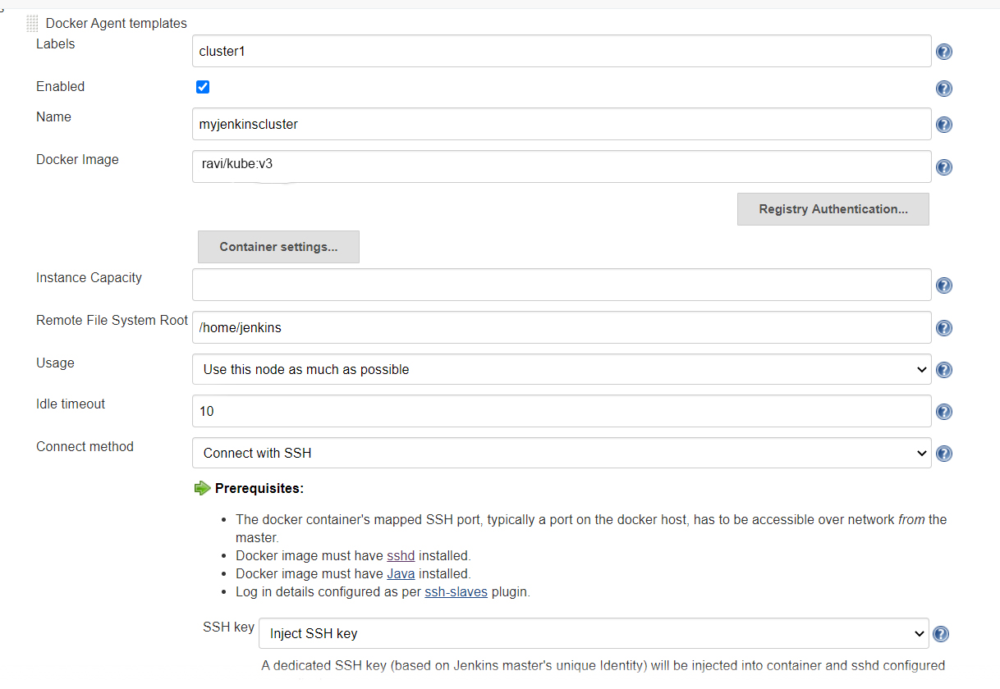 Docker Agent templates
Labels
cluster1
Enabled
Name
myjenkinscluster
Docker Image
ravi/kube:v3
Registry Authentication...
Container settings...
Instance Capacity
Remote File System Root
/home/jenkins
Usage
Use this node as much as possible
Idle timeout
10
Connect method
Connect with SSH
Prerequisites:
• The docker container's mapped SSH port, typically a port on the docker host, has to be accessible over network from the
master.
• Docker image must have sshd installed.
• Docker image must have Java installed.
• Log in details configured as per ssh-slaves plugin.
SSH key
Inject SSH key
A dedicated SSH key (based on Jenkins master's unique Identity) will be injected into container and sshd configured